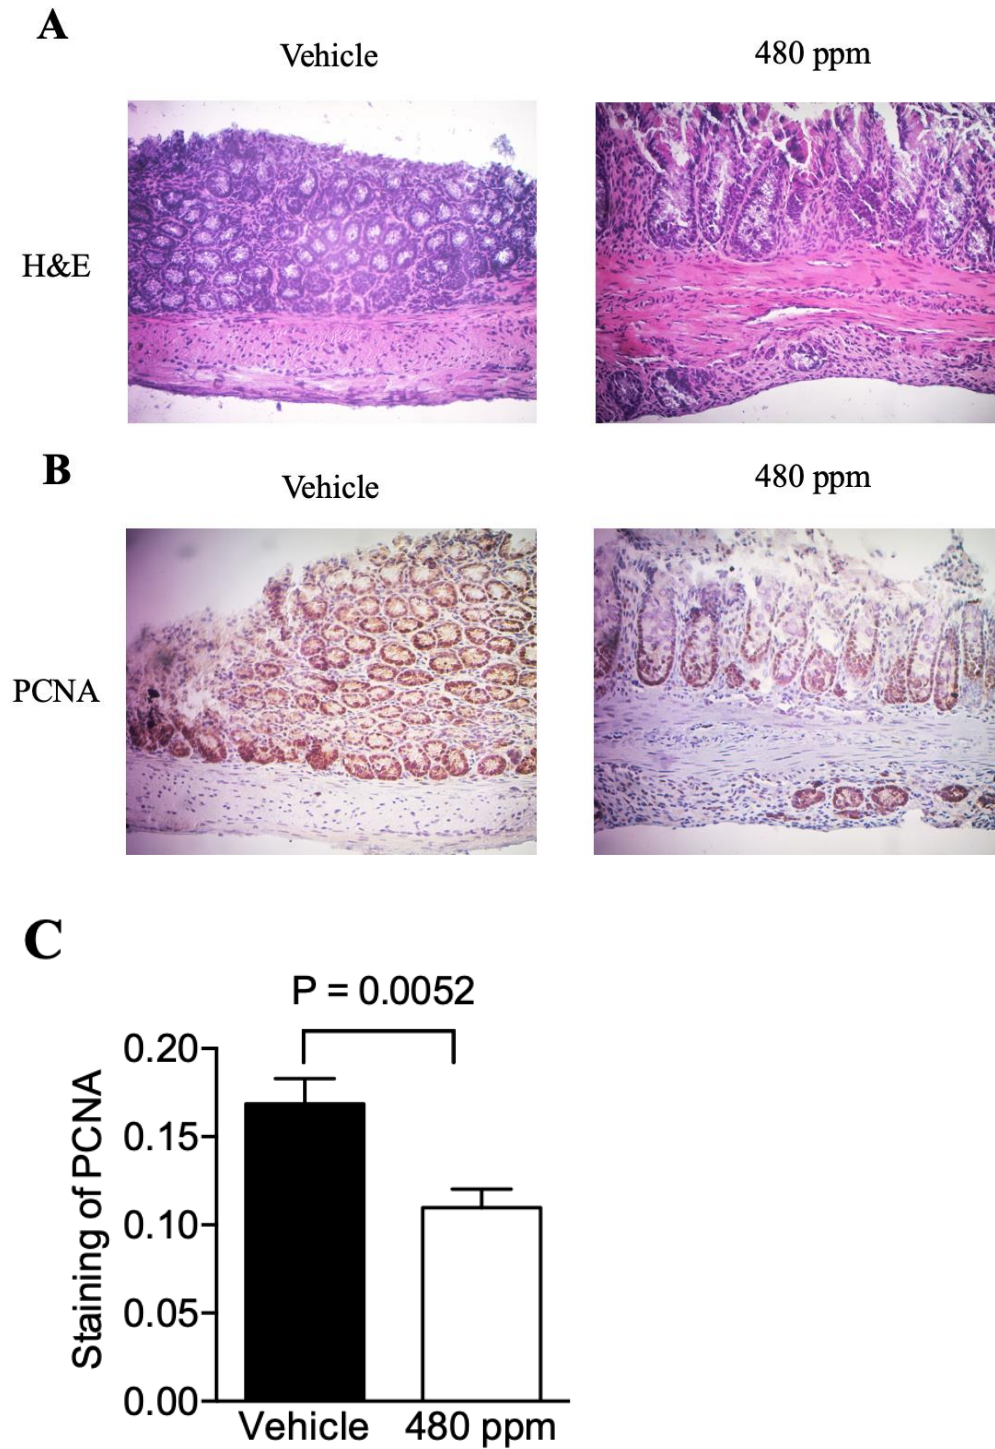 A
Vehicle
480 ppm
H&E
B
Vehicle
480 ppm
PCNA
C
P = 0.0052
Staining of PCNA
0.20
0.15
0.10
0.05
0.00
Vehicle
480 ppm